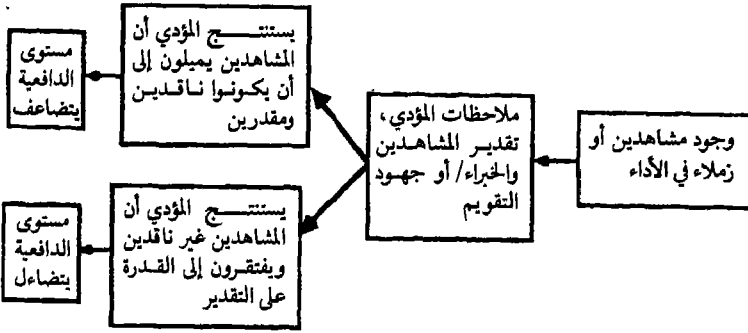 وجود مشاهدين أو
زملاء في الأداء
ملاحظات المؤدي،
تقدير المشاهدين
والخبراء/ أو جهود
التقويم
يستنتـــــج المؤدي أن
المشاهدين يميلون إلى
أن يكونوا ناقدين
ومقدرين
مستوى
الدافعية
يتضاعف
يستنتـــــج المؤدي أن
المشاهدين غير ناقدين
ويفتقرون إلى القدرة
على التقدير
مستوى
الدافعية
يتضاءل